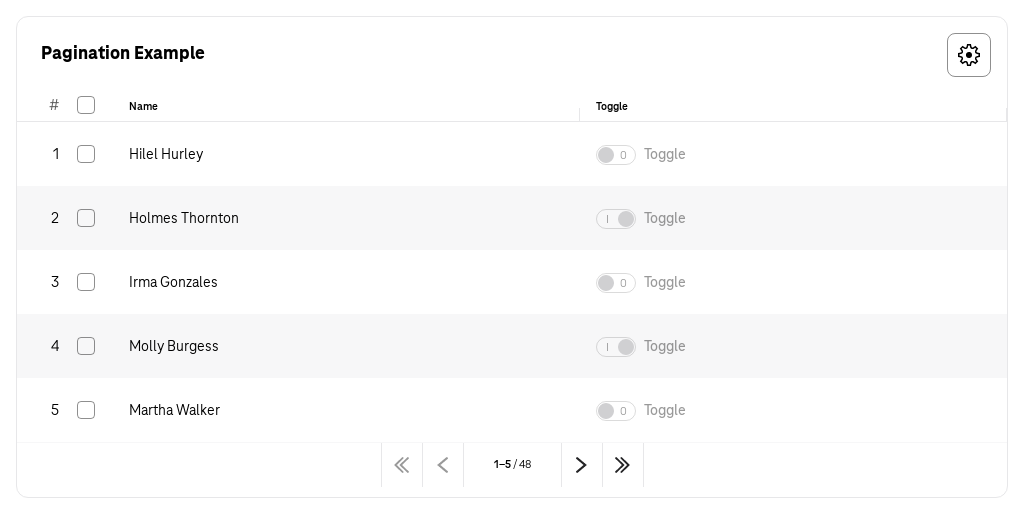 Pagination Example
# Name Toggle
1 Hilel Hurley 0 Toggle
2 Holmes Thornton I Toggle
3 Irma Gonzales 0 Toggle
4 Molly Burgess I Toggle
5 Martha Walker 0 Toggle
1–5 / 48